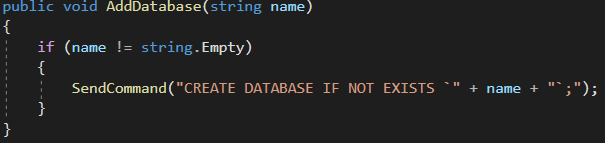 public void AddDatabase(string name)
{
if (name != string.Empty)
{
SendCommand("CREATE DATABASE IF NOT EXISTS `" + name + "`;");
}
}